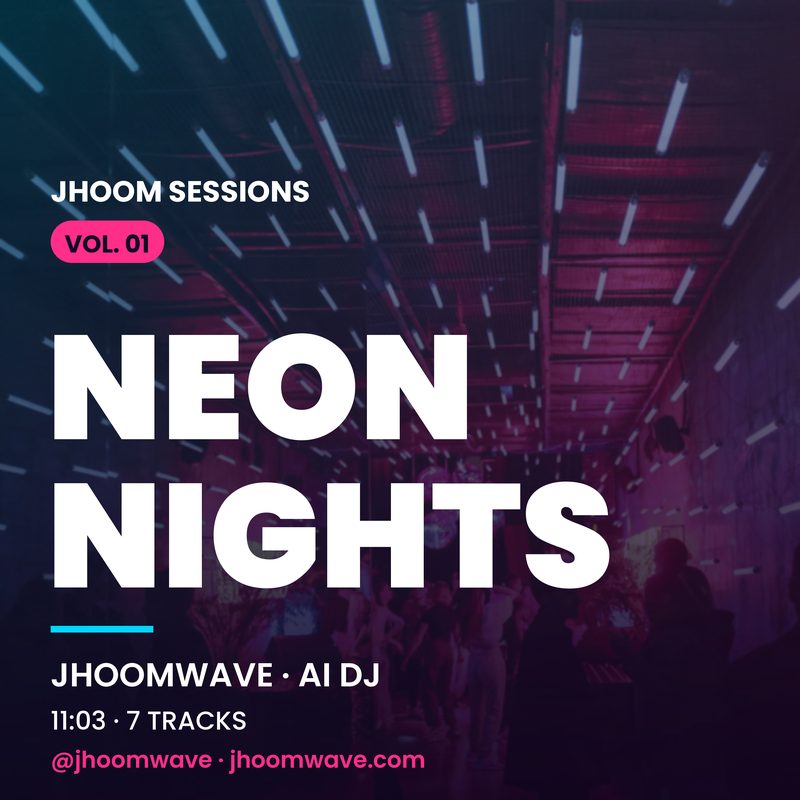 JHOOM SESSIONS
VOL. 01
NEON
NIGHTS
JHOOMWAVE · AI DJ
11:03 · 7 TRACKS
@jhoomwave · jhoomwave.com